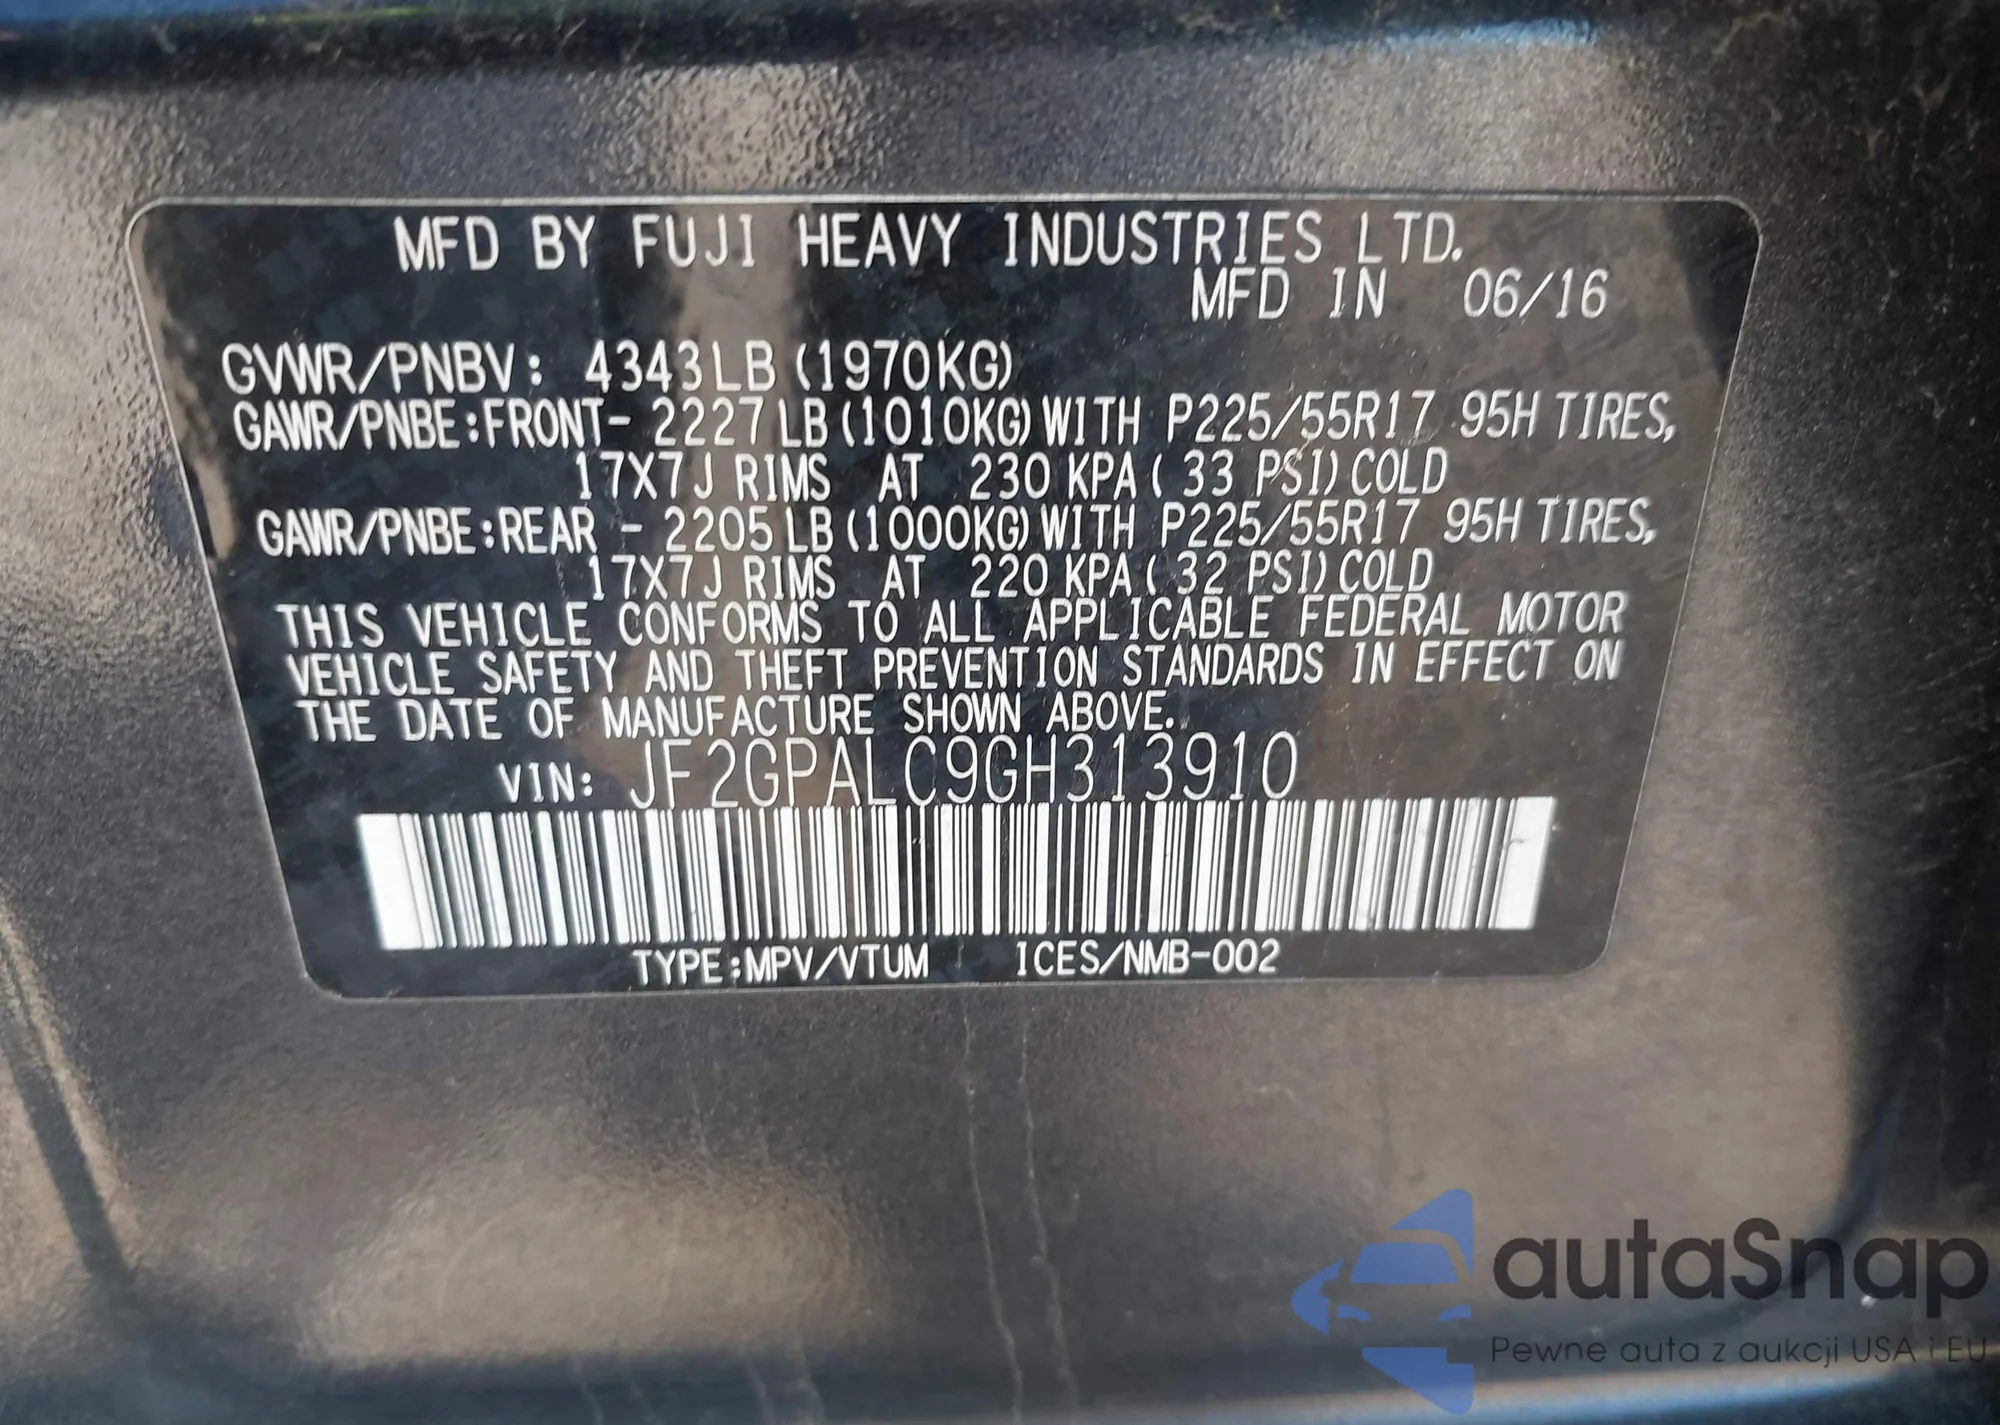 MFD BY FUJI HEAVY INDUSTRIES LTD.
MFD IN 06/16
GVWR/PNBV: 4343LB (1970KG)
GAWR/PNBE:FRONT- 2227LB (1010KG) WITH P225/55R17 95H TIRES,
17X7J RIMS AT 230 KPA ( 33 PSI) COLD
GAWR/PNBE:REAR - 2205LB (1000KG) WITH P225/55R17 95H TIRES,
17X7J RIMS AT 220 KPA ( 32 PSI) COLD
THIS VEHICLE CONFORMS TO ALL APPLICABLE FEDERAL MOTOR
VEHICLE SAFETY AND THEFT PREVENTION STANDARDS IN EFFECT ON
THE DATE OF MANUFACTURE SHOWN ABOVE.
VIN: JF2GPALC9GH313910
TYPE:MPV/VTUM ICES/NMB-002
autaSnap
Pewne auta z aukcji USA i EU